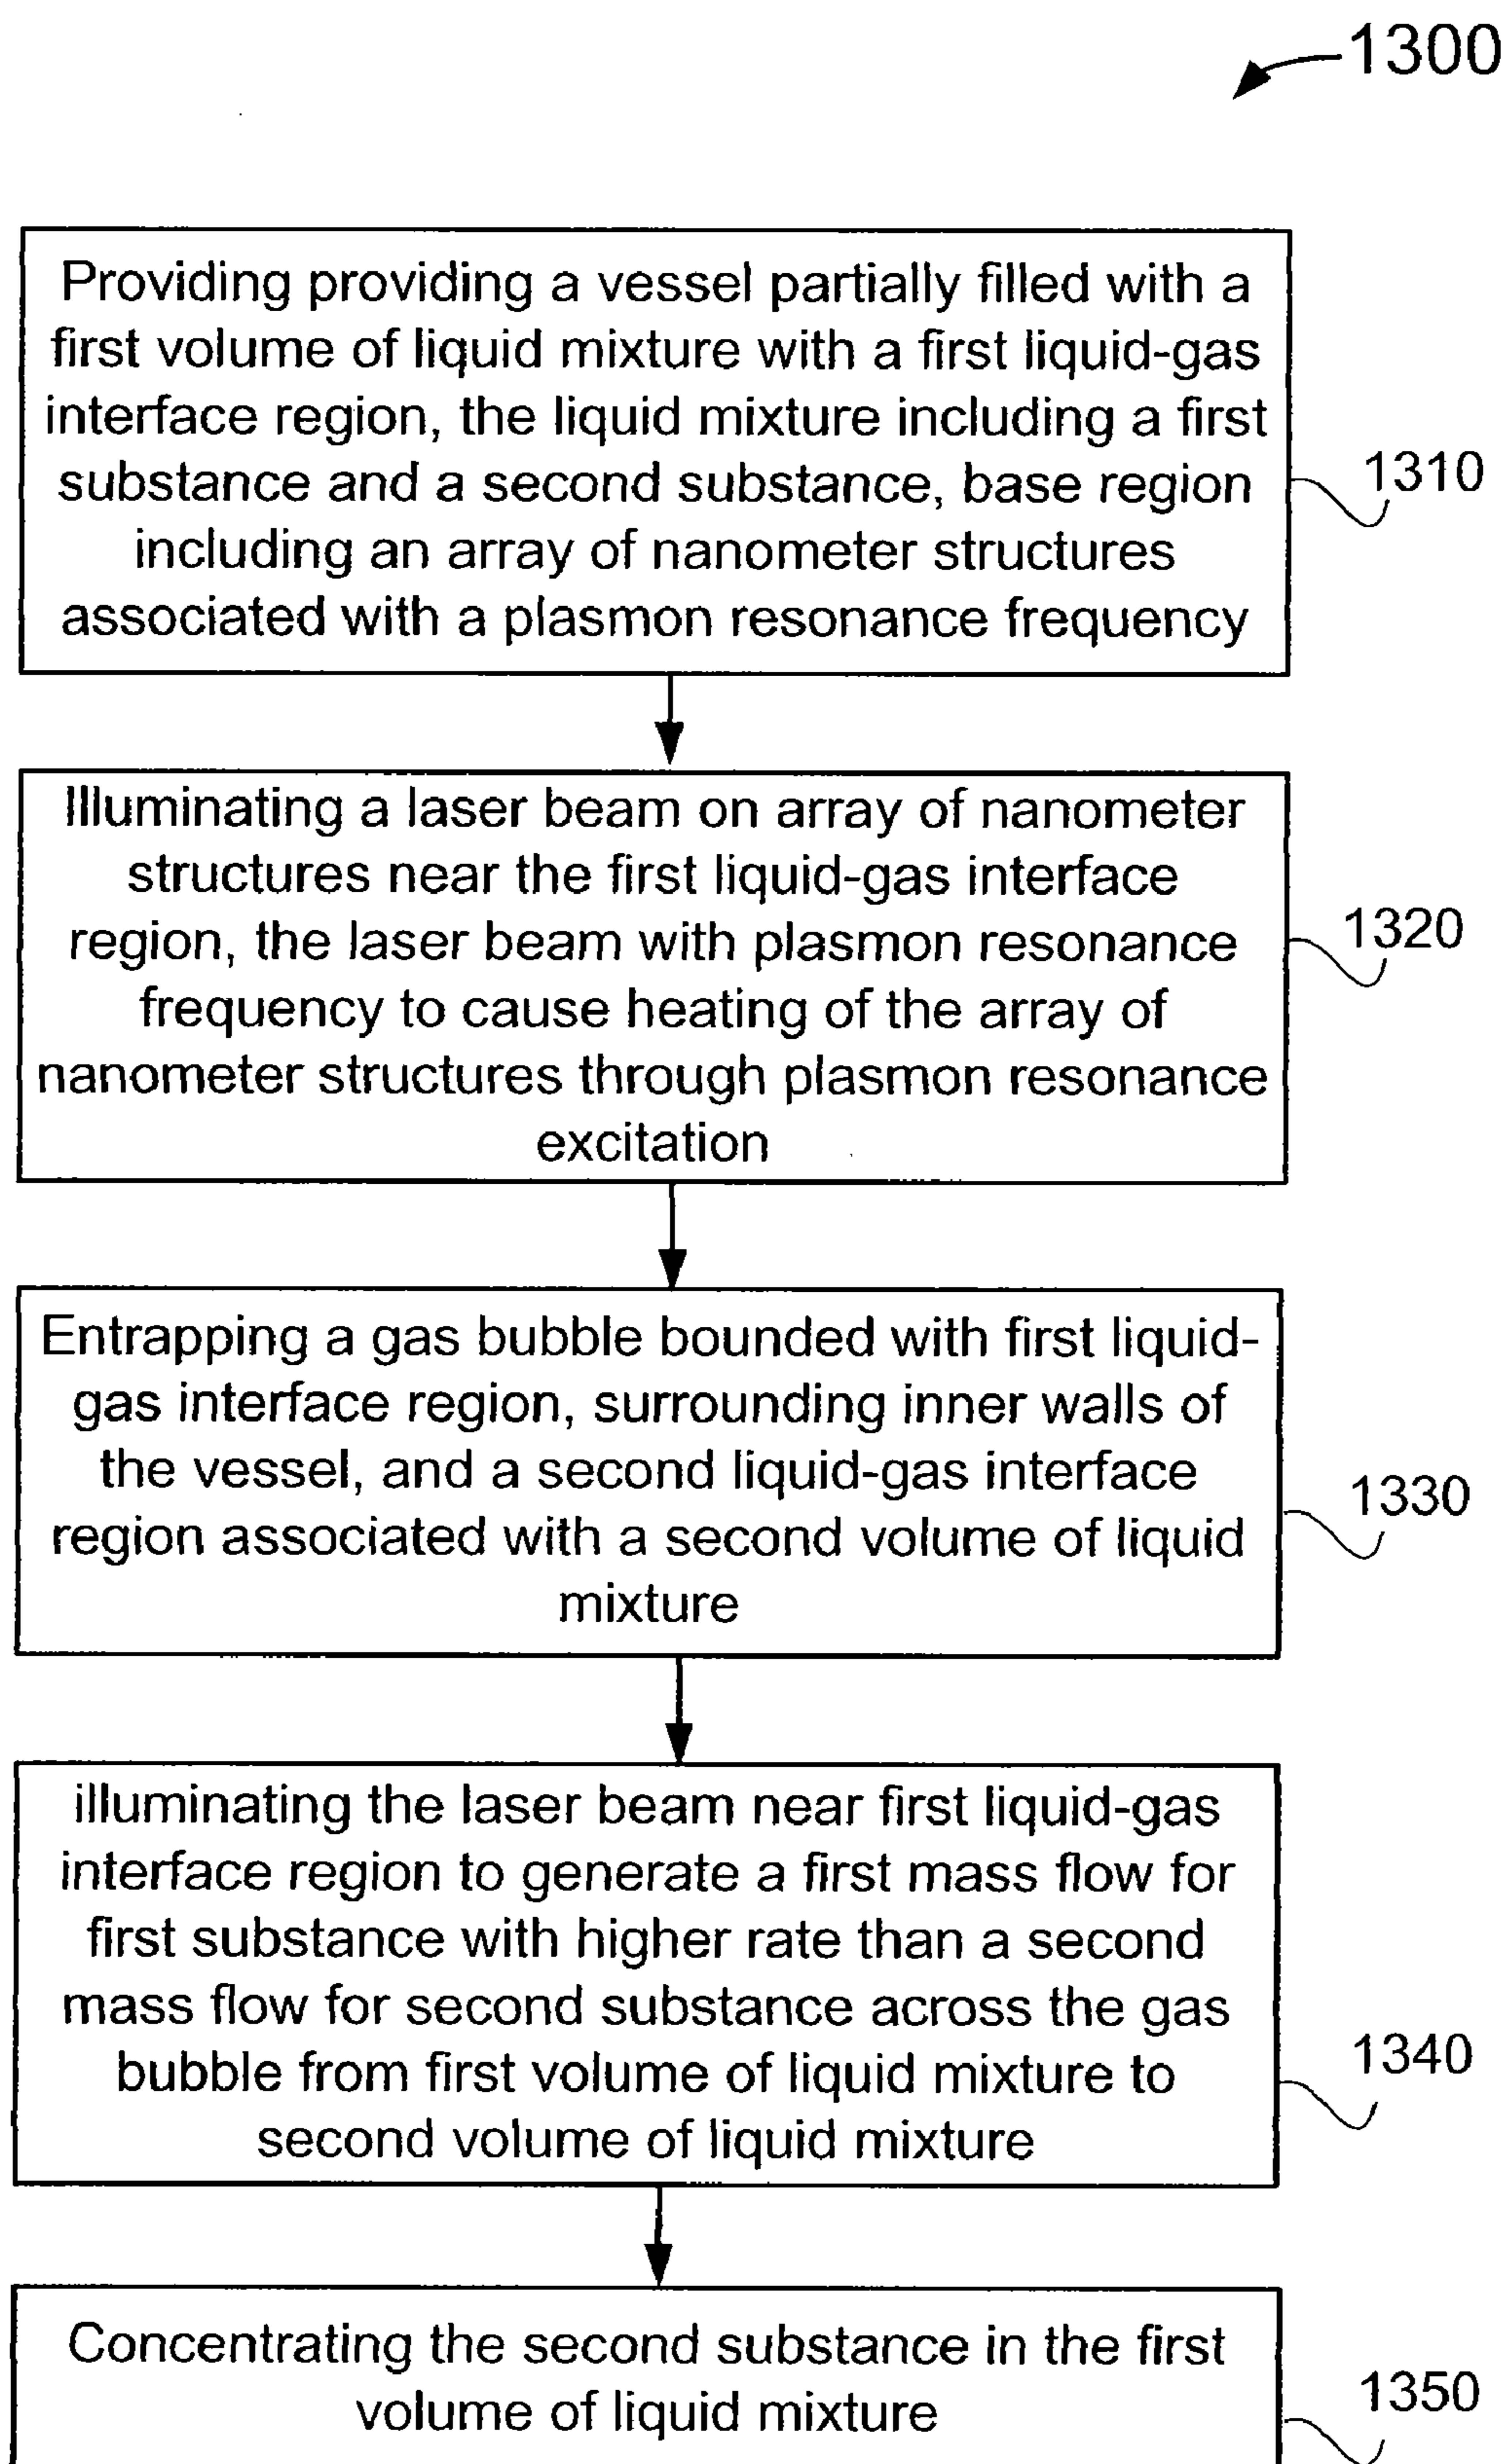 1300
Providing providing a vessel partially filled with a
first volume of liquid mixture with a first liquid-gas
interface region, the liquid mixture including a first
substance and a second substance, base region
including an array of nanometer structures
associated with a plasmon resonance frequency
1310
Illuminating a laser beam on array of nanometer
structures near the first liquid-gas interface
region, the laser beam with plasmon resonance
frequency to cause heating of the array of
nanometer structures through plasmon resonance
excitation
1320
Entrapping a gas bubble bounded with first liquid-
gas interface region, surrounding inner walls of
the vessel, and a second liquid-gas interface
region associated with a second volume of liquid
mixture
1330
illuminating the laser beam near first liquid-gas
interface region to generate a first mass flow for
first substance with higher rate than a second
mass flow for second substance across the gas
bubble from first volume of liquid mixture to
second volume of liquid mixture
1340
Concentrating the second substance in the first
volume of liquid mixture
1350